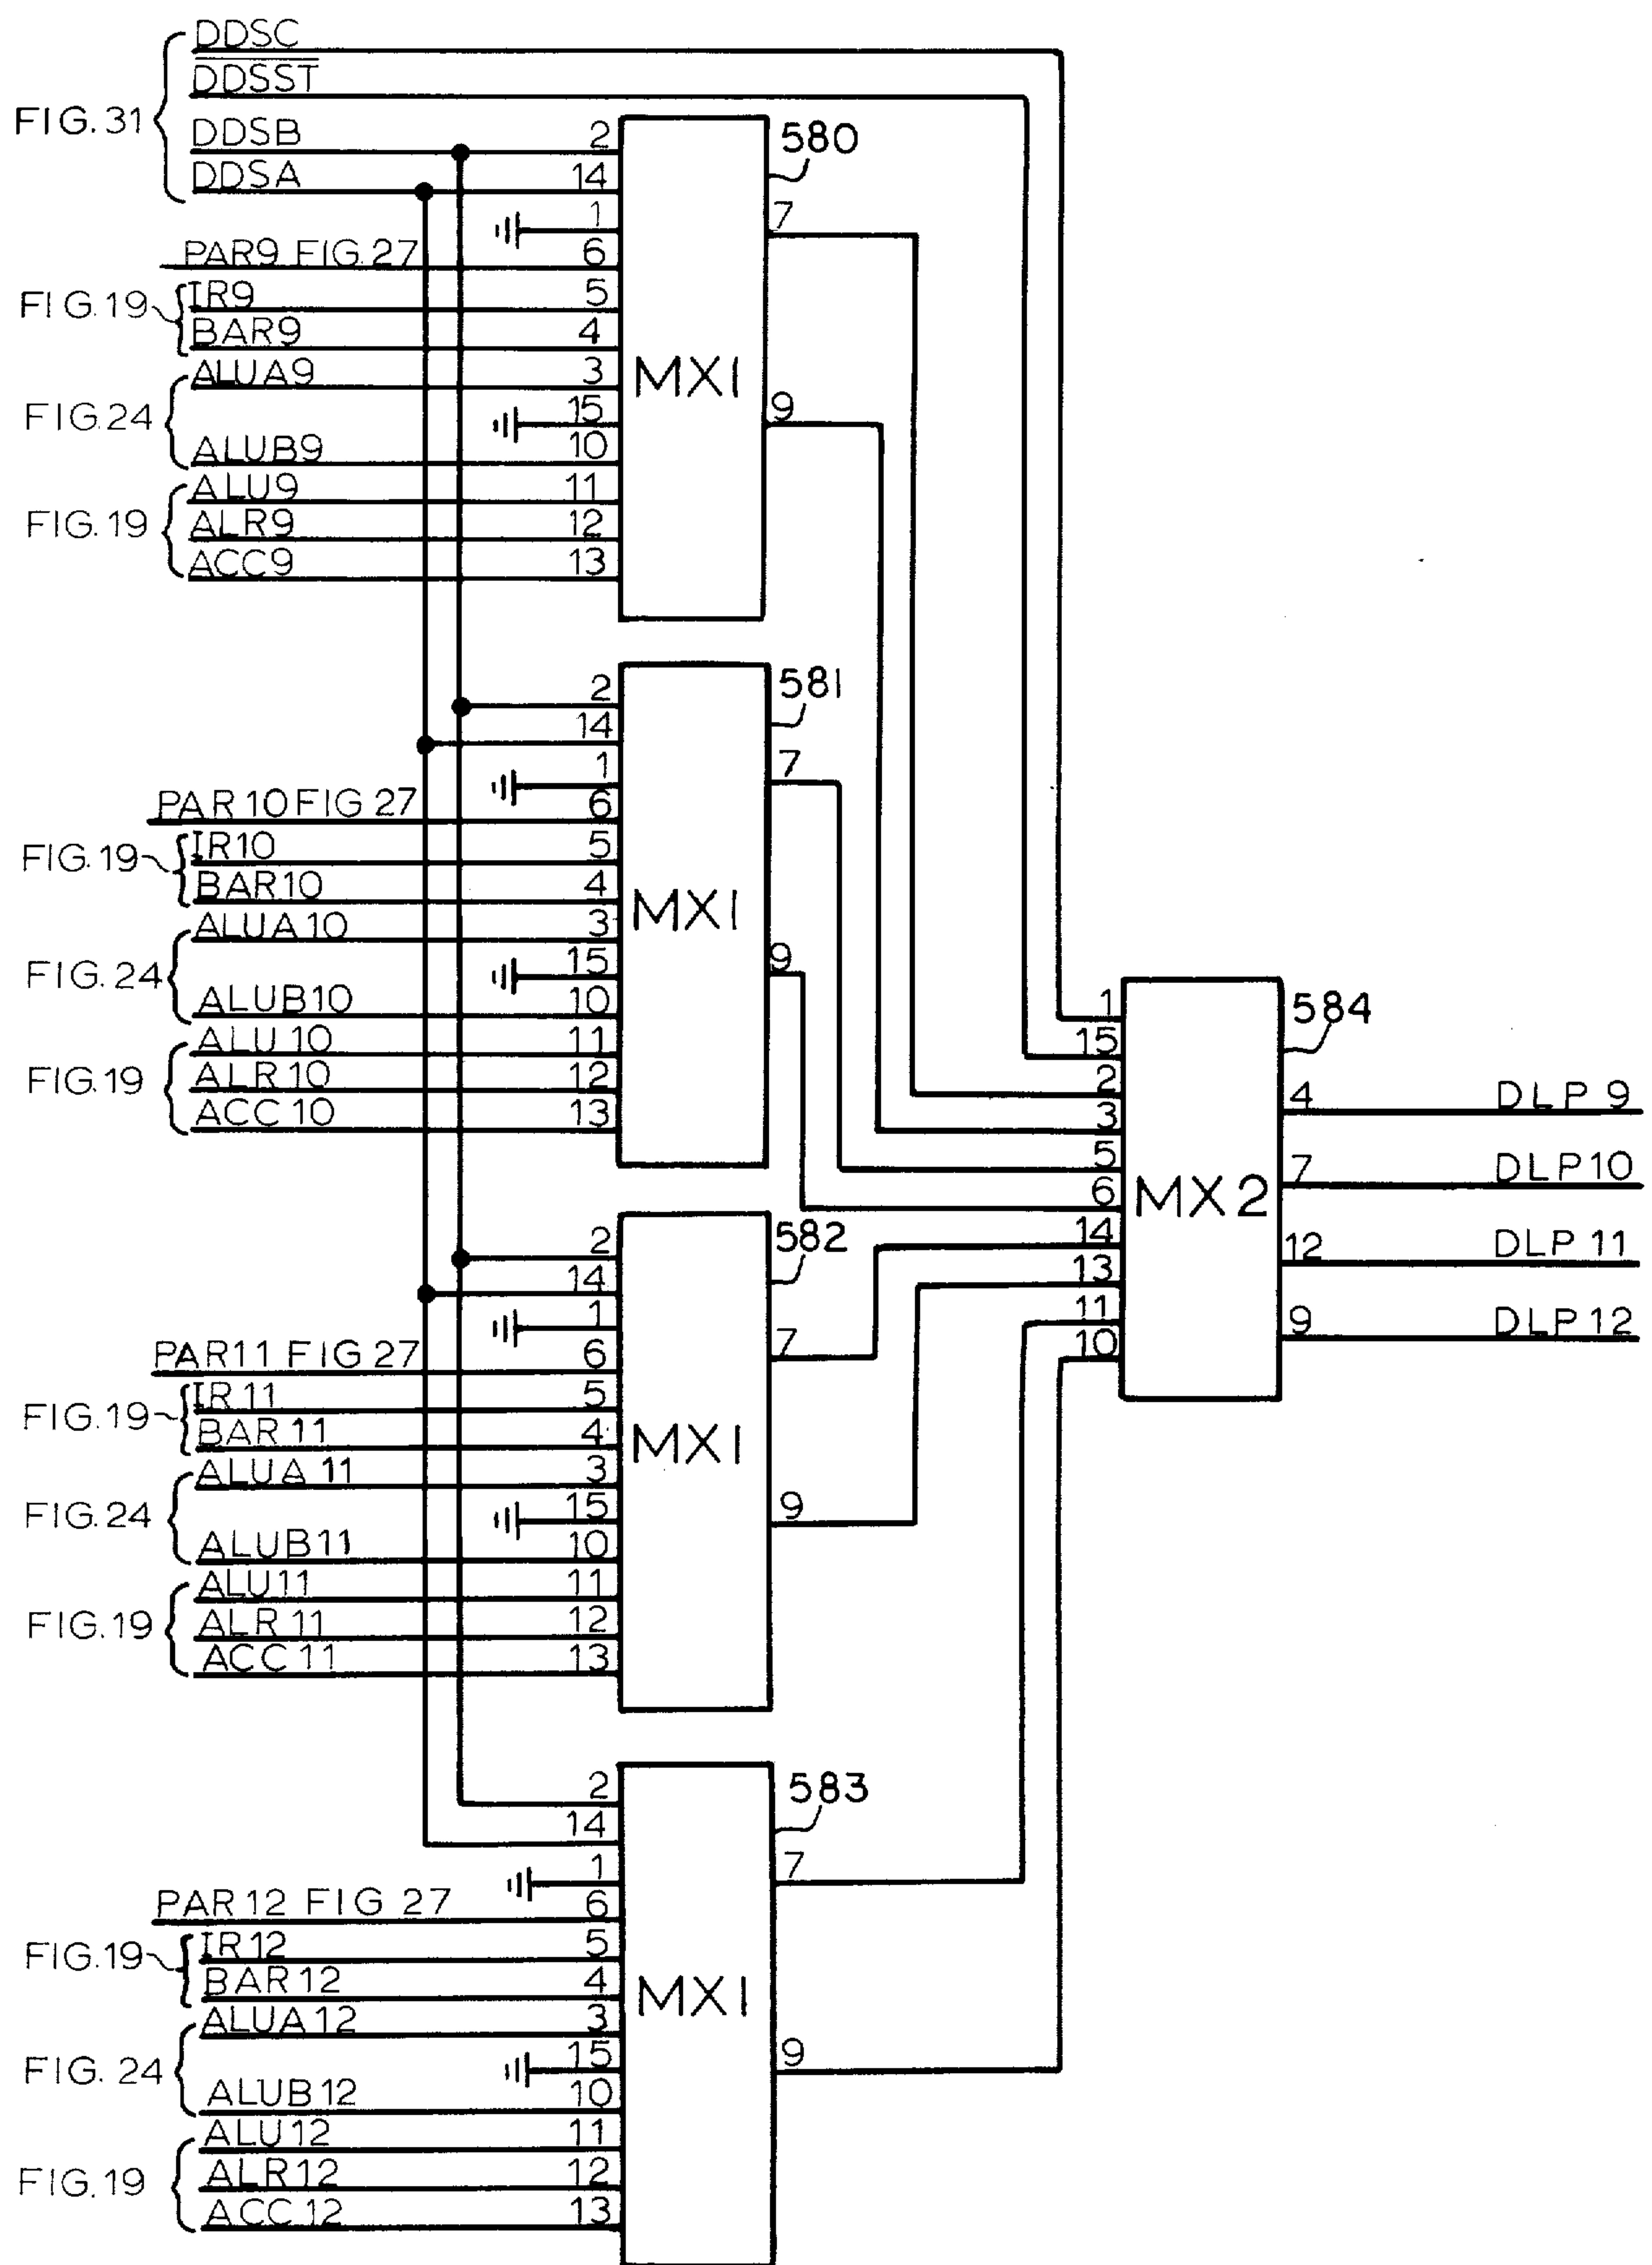 DDSC
DDSST
FIG. 31
DDSB
DDSA
2
14
1
6
5
4
3
15
10
11
12
13
580
7
9
MX1
PAR9 FIG. 27
FIG. 19
IR9
BAR9
ALUA9
FIG. 24
ALUB9
ALU9
FIG. 19
ALR9
ACC9
2
14
1
6
5
4
3
15
10
11
12
13
581
7
9
MX1
PAR 10 FIG 27
FIG. 19
IR10
BAR10
ALUA10
FIG. 24
ALUB10
ALU 10
FIG. 19
ALR 10
ACC 10
2
14
1
6
5
4
3
15
10
11
12
13
582
7
9
MX1
PAR11 FIG 27
FIG. 19
IR 11
BAR 11
ALUA 11
FIG. 24
ALUB11
ALU11
FIG. 19
ALR 11
ACC 11
2
14
1
6
5
4
3
15
10
11
12
13
583
7
9
MX1
PAR 12 FIG 27
FIG. 19
IR 12
BAR 12
ALUA 12
FIG. 24
ALUB 12
ALU 12
FIG. 19
ALR 12
ACC 12
1
15
2
3
5
6
14
13
11
10
584
MX2
4 DLP 9
7 DLP 10
12 DLP 11
9 DLP 12